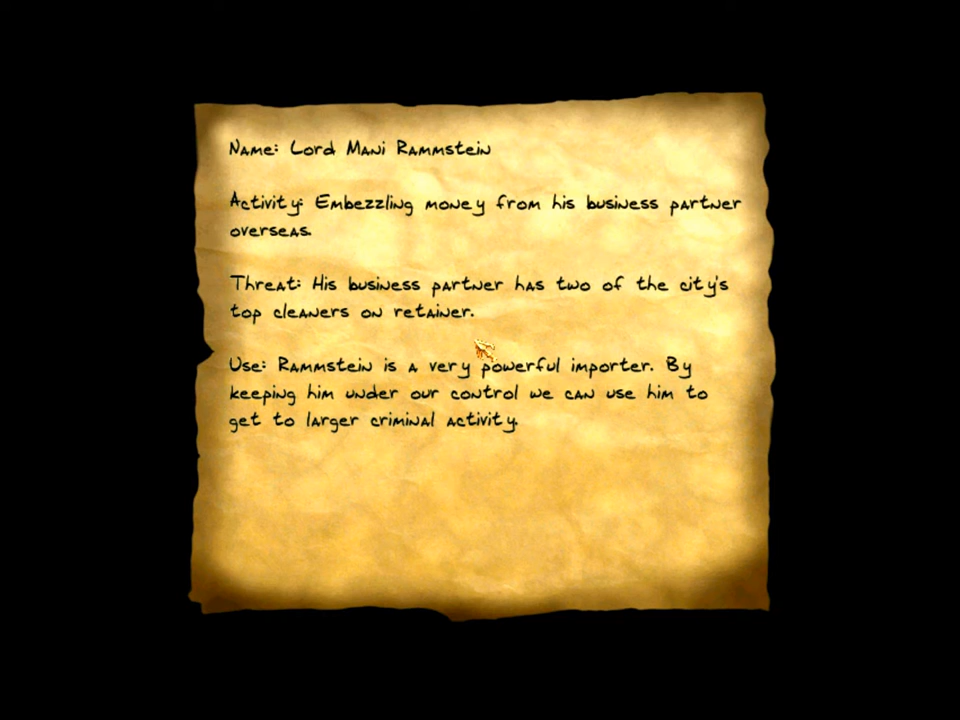 Name: Lord Mani Rammstein
Activity: Embezzling money from his business partner
overseas.
Threat: His business partner has two of the city's
top cleaners on retainer.
Use: Rammstein is a very powerful importer. By
keeping him under our control we can use him to
get to larger criminal activity.